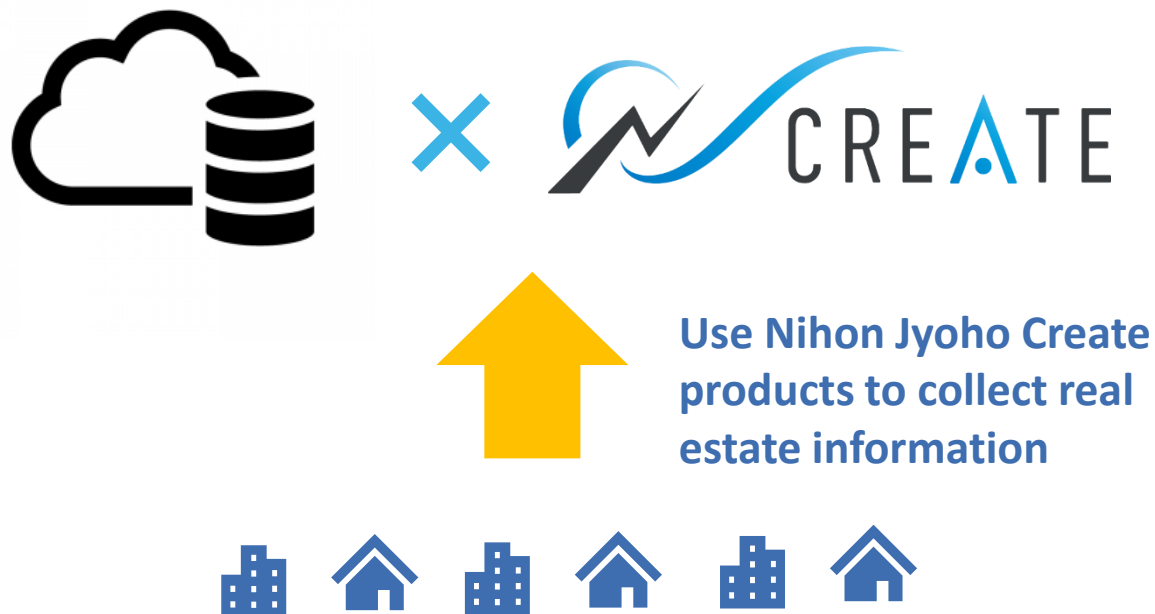 CREATE
Use Nihon Jyoho Create
products to collect real
estate information